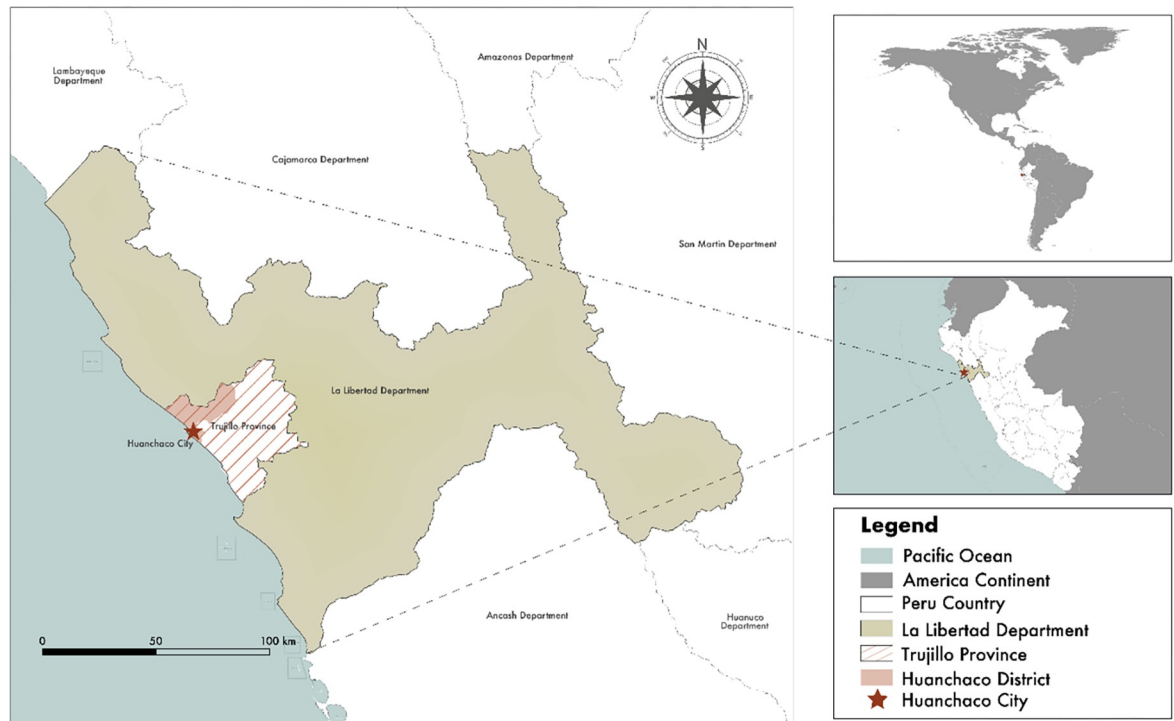 Lambayeque
Department
Amazonas Department
N
W
E
S
Cajamarca Department
San Martin Department
La Libertad Department
Trujillo Province
Huanchaco City
Ancash Department
Huanuco
Department
0
50
100 km
Legend
Pacific Ocean
America Continent
Peru Country
La Libertad Department
Trujillo Province
Huanchaco District
Huanchaco City